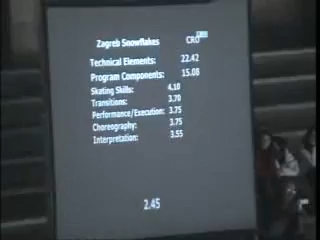 Zagreb Snowflakes CRO
Technical Elements: 22.42
Program Components: 15.08
Skating Skills: 4.10
Transitions: 3.70
Performance/Execution: 3.75
Choreography: 3.75
Interpretation: 3.55
2.45